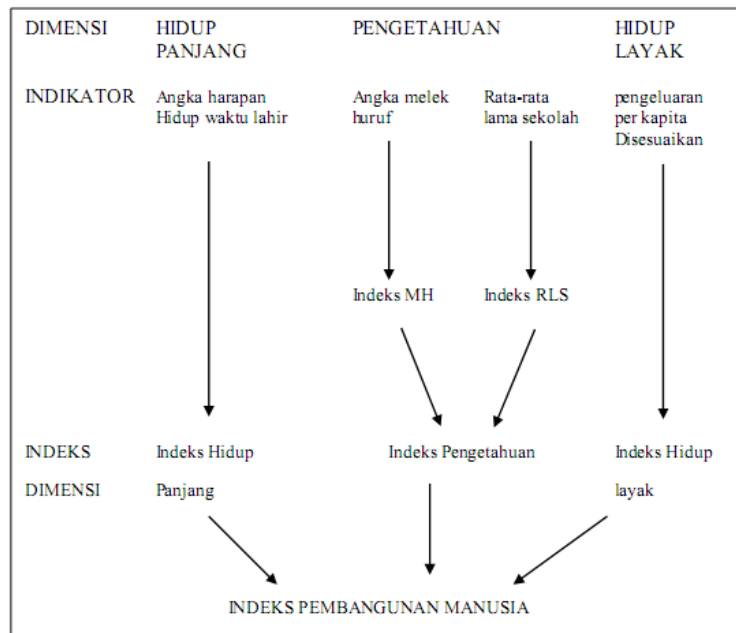 DIMENSI HIDUP PANJANG PENGETAHUAN HIDUP LAYAK
INDIKATOR Angka harapan Hidup waktu lahir Angka melek huruf Rata-rata lama sekolah pengeluaran per kapita Disesuaikan
Indeks MH Indeks RLS
INDEKS Indeks Hidup Indeks Pengetahuan Indeks Hidup
DIMENSI Panjang layak
INDEKS PEMBANGUNAN MANUSIA